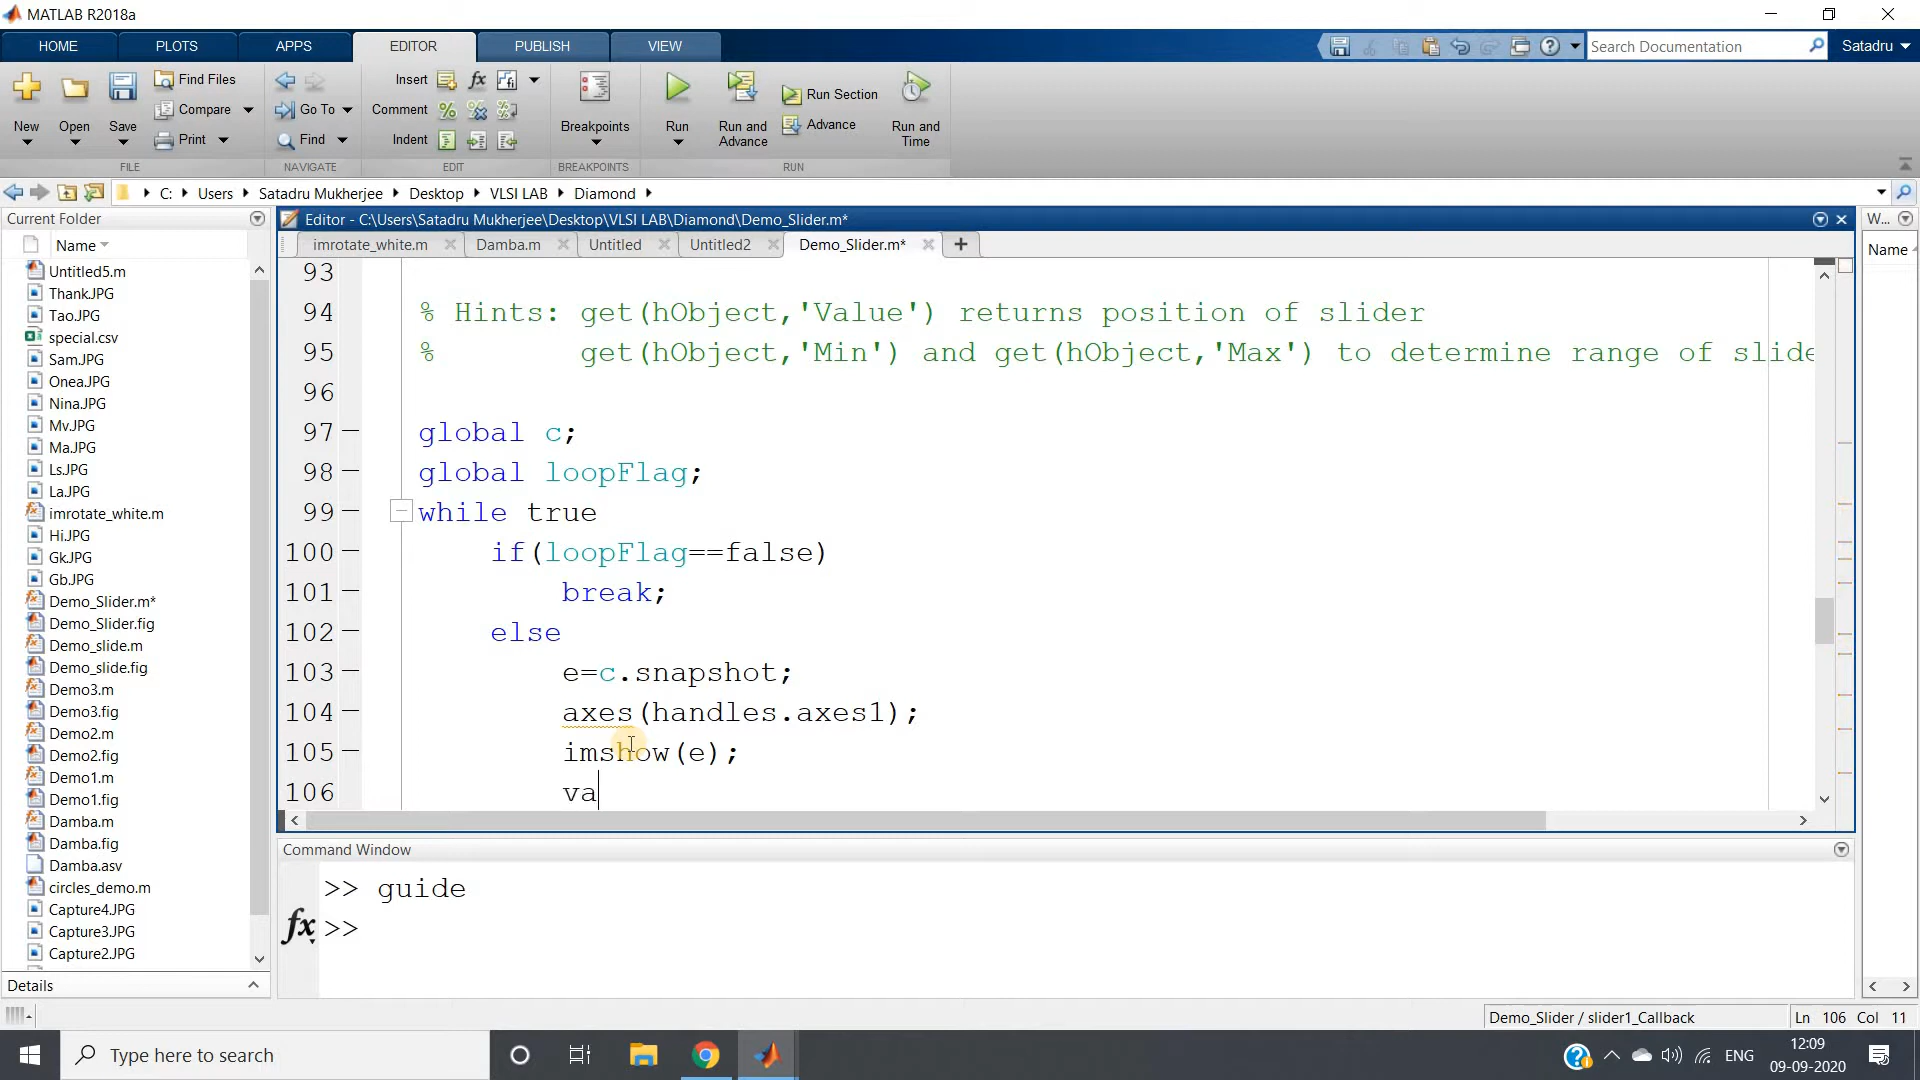 MATLAB R2018a
HOME PLOTS APPS EDITOR PUBLISH VIEW Search Documentation Satadru
New Open Save Find Files Compare Print Go To Find Insert Comment Indent Breakpoints Run Run and Advance Run Section Advance Run and Time
FILE NAVIGATE EDIT BREAKPOINTS RUN
C: Users Satadru Mukherjee Desktop VLSI LAB Diamond
Current Folder
Name
Untitled5.m
Thank.JPG
Tao.JPG
special.csv
Sam.JPG
Onea.JPG
Nina.JPG
Mv.JPG
Ma.JPG
Ls.JPG
La.JPG
imrotate_white.m
Hi.JPG
Gk.JPG
Gb.JPG
Demo_Slider.m*
Demo_Slider.fig
Demo_slide.m
Demo_slide.fig
Demo3.m
Demo3.fig
Demo2.m
Demo2.fig
Demo1.m
Demo1.fig
Damba.m
Damba.fig
Damba.asv
circles_demo.m
Capture4.JPG
Capture3.JPG
Capture2.JPG
Details
Editor - C:\Users\Satadru Mukherjee\Desktop\VLSI LAB\Diamond\Demo_Slider.m*
imrotate_white.m Damba.m Untitled Untitled2 Demo_Slider.m*
93
94 % Hints: get(hObject,'Value') returns position of slider
95 % get(hObject,'Min') and get(hObject,'Max') to determine range of slide
96
97 global c;
98 global loopFlag;
99 while true
100 if(loopFlag==false)
101 break;
102 else
103 e=c.snapshot;
104 axes(handles.axes1);
105 imshow(e);
106 va
W...
Name
Command Window
>> guide
fx >>
Demo_Slider / slider1_Callback Ln 106 Col 11
Type here to search
ENG
12:09
09-09-2020